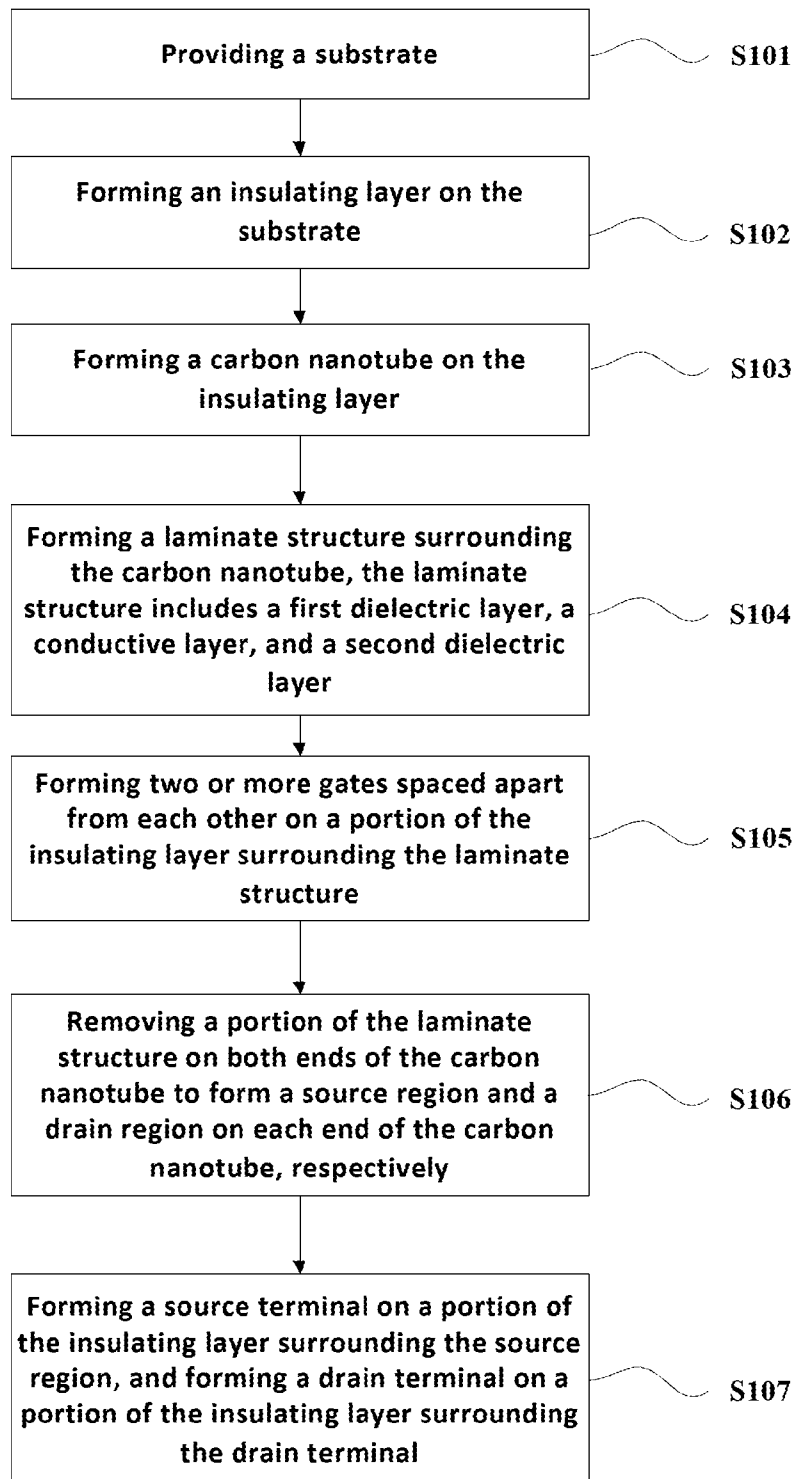 Providing a substrate
S101
Forming an insulating layer on the
substrate
S102
Forming a carbon nanotube on the
insulating layer
S103
Forming a laminate structure surrounding
the carbon nanotube, the laminate
structure includes a first dielectric layer, a
conductive layer, and a second dielectric
layer
S104
Forming two or more gates spaced apart
from each other on a portion of the
insulating layer surrounding the laminate
structure
S105
Removing a portion of the laminate
structure on both ends of the carbon
nanotube to form a source region and a
drain region on each end of the carbon
nanotube, respectively
S106
Forming a source terminal on a portion of
the insulating layer surrounding the source
region, and forming a drain terminal on a
portion of the insulating layer surrounding
the drain terminal
S107